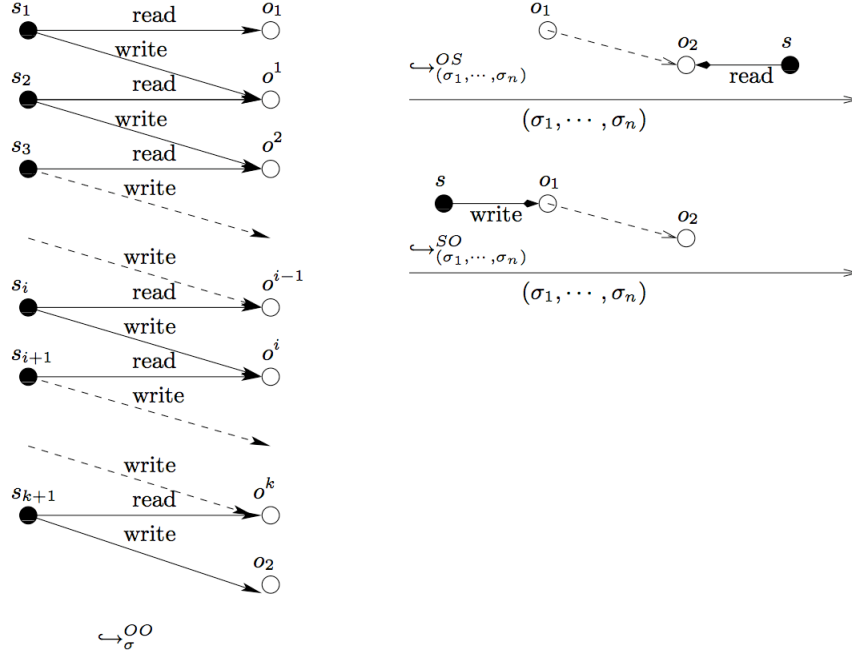 s₁ read o₁
write
s₂ read o¹
write
s₃ read o²
write
write
sᵢ read oⁱ⁻¹
write
sᵢ₊₁ read oⁱ
write
write
sₖ₊₁ read oᵏ
write
o₂
↪_σ^{OO}
o₁
o₂ s
↪_{(σ₁,⋯,σₙ)}^{OS} read
(σ₁, ⋯, σₙ)
s o₁
write o₂
↪_{(σ₁,⋯,σₙ)}^{SO}
(σ₁, ⋯, σₙ)